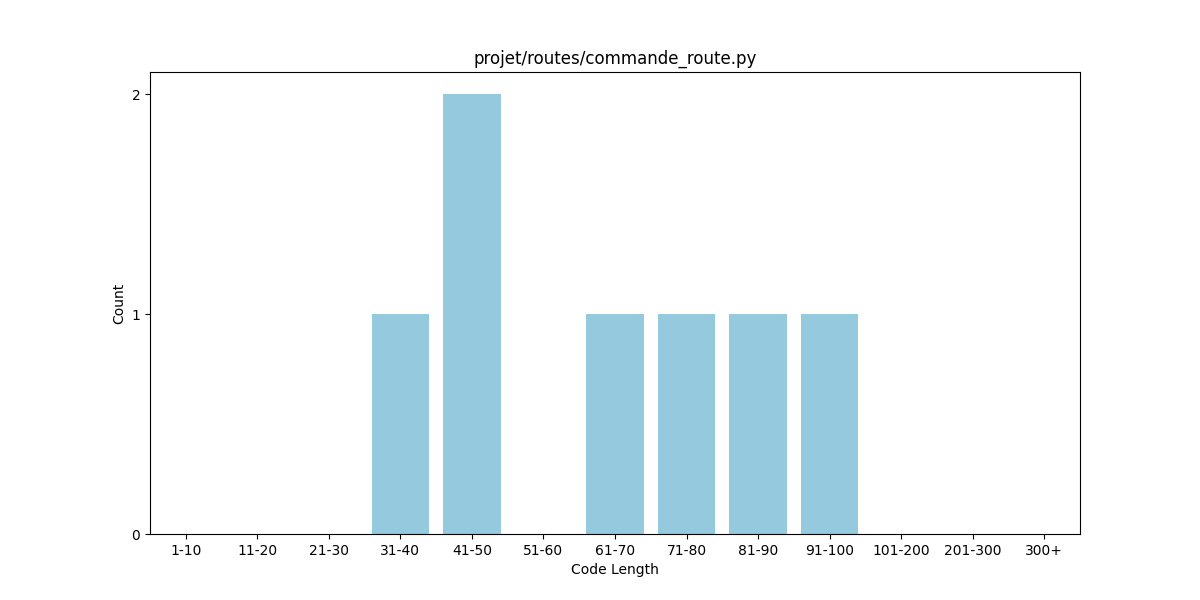 projet/routes/commande_route.py
2
1
0
Count
1-10 11-20 21-30 31-40 41-50 51-60 61-70 71-80 81-90 91-100 101-200 201-300 300+
Code Length